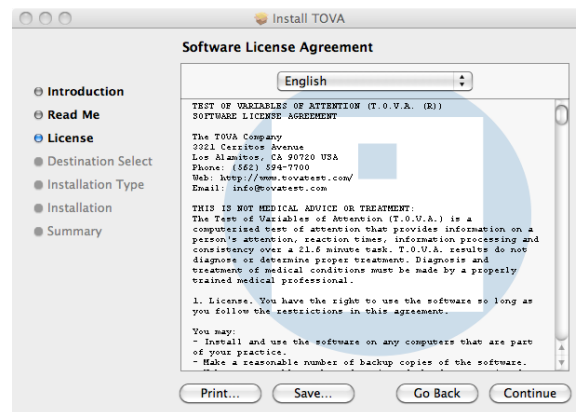 Install TOVA
Software License Agreement
English
Introduction
Read Me
License
Destination Select
Installation Type
Installation
Summary
TEST OF VARIABLES OF ATTENTION (T.O.V.A. (R))
SOFTWARE LICENSE AGREEMENT
The TOVA Company
3321 Cerritos Avenue
Los Alamitos, CA 90720 USA
Phone: (562) 594-7700
Web: http://www.tovatest.com/
Email: info@tovatest.com
THIS IS NOT MEDICAL ADVICE OR TREATMENT:
The Test of Variables of Attention (T.O.V.A.) is a
computerized test of attention that provides information on a
person's attention, reaction times, information processing and
consistency over a 21.6 minute task. T.O.V.A. results do not
diagnose or determine proper treatment. Diagnosis and
treatment of medical conditions must be made by a properly
trained medical professional.
1. License. You have the right to use the software so long as
you follow the restrictions in this agreement.
You may:
- Install and use the software on any computers that are part
of your practice.
- Make a reasonable number of backup copies of the software.
Print...
Save...
Go Back
Continue